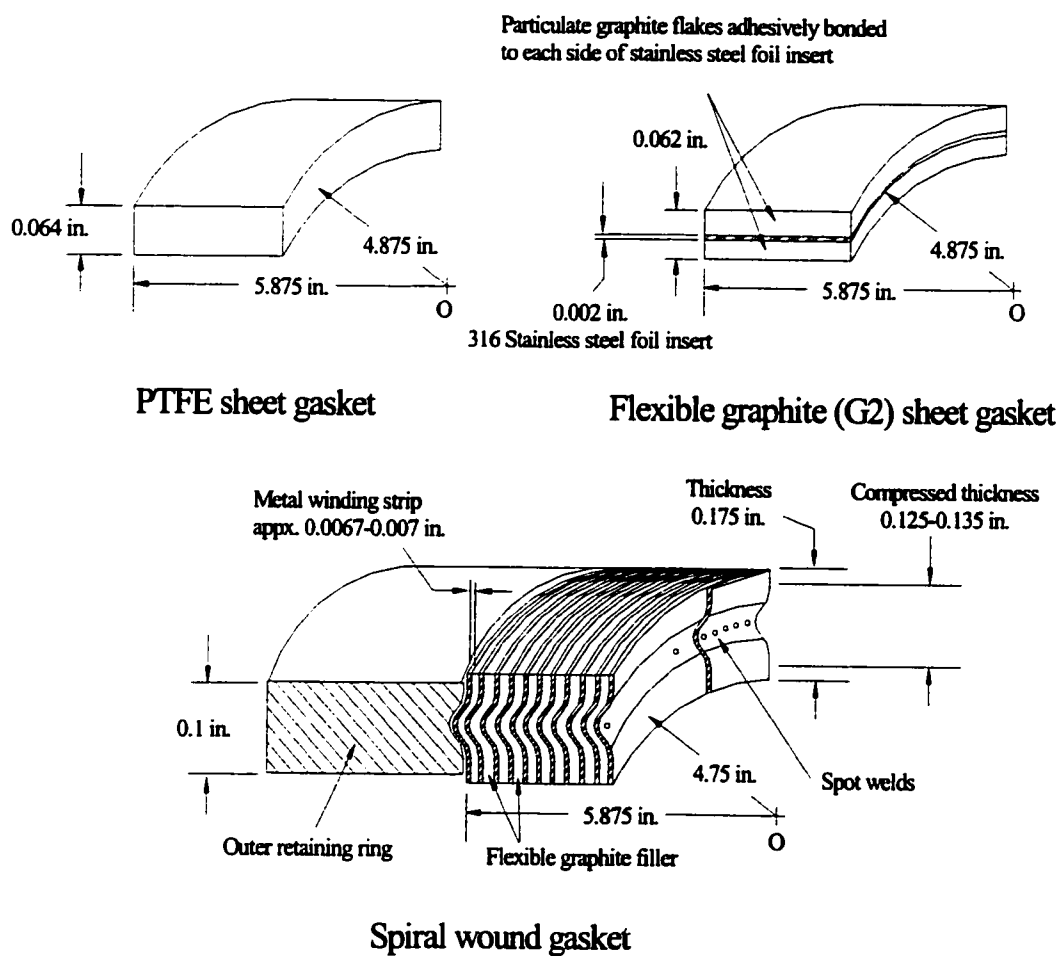 Particulate graphite flakes adhesively bonded
to each side of stainless steel foil insert
0.064 in.
4.875 in.
5.875 in.
O
PTFE sheet gasket
0.062 in.
4.875 in.
5.875 in.
O
0.002 in.
316 Stainless steel foil insert
Flexible graphite (G2) sheet gasket
Metal winding strip
appx. 0.0067-0.007 in.
Thickness
0.175 in.
Compressed thickness
0.125-0.135 in.
0.1 in.
4.75 in.
Spot welds
5.875 in.
O
Outer retaining ring
Flexible graphite filler
Spiral wound gasket